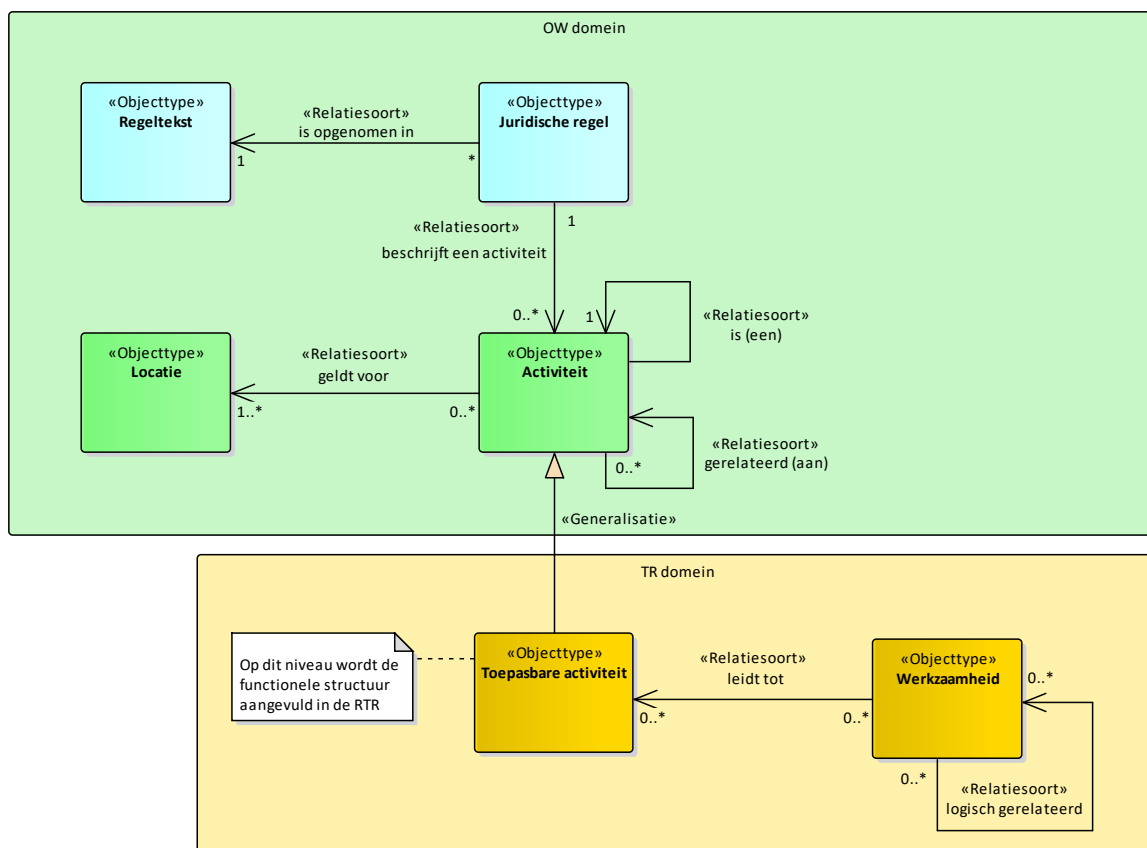 OW domein
«Objecttype»
Regeltekst
«Relatiesoort»
is opgenomen in
1
*
«Objecttype»
Juridische regel
«Relatiesoort»
beschrijft een activiteit
1
0..*
1
«Relatiesoort»
is (een)
«Objecttype»
Locatie
«Relatiesoort»
geldt voor
1..*
0..*
«Objecttype»
Activiteit
«Relatiesoort»
gerelateerd (aan)
0..*
«Generalisatie»
TR domein
Op dit niveau wordt de
functionele structuur
aangevuld in de RTR
«Objecttype»
Toepasbare activiteit
«Relatiesoort»
leidt tot
0..*
0..*
«Objecttype»
Werkzaamheid
0..*
0..*
«Relatiesoort»
logisch gerelateerd